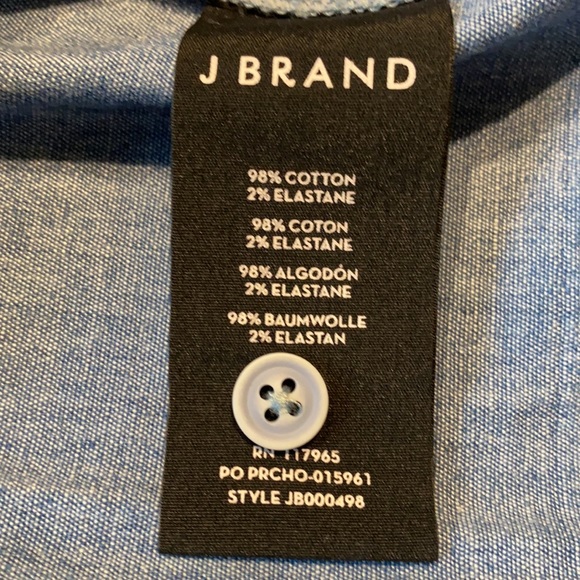 J BRAND
98% COTTON
2% ELASTANE
98% COTON
2% ELASTANE
98% ALGODÓN
2% ELASTANE
98% BAUMWOLLE
2% ELASTAN
RN 117965
PO PRCHO-015961
STYLE JB000498